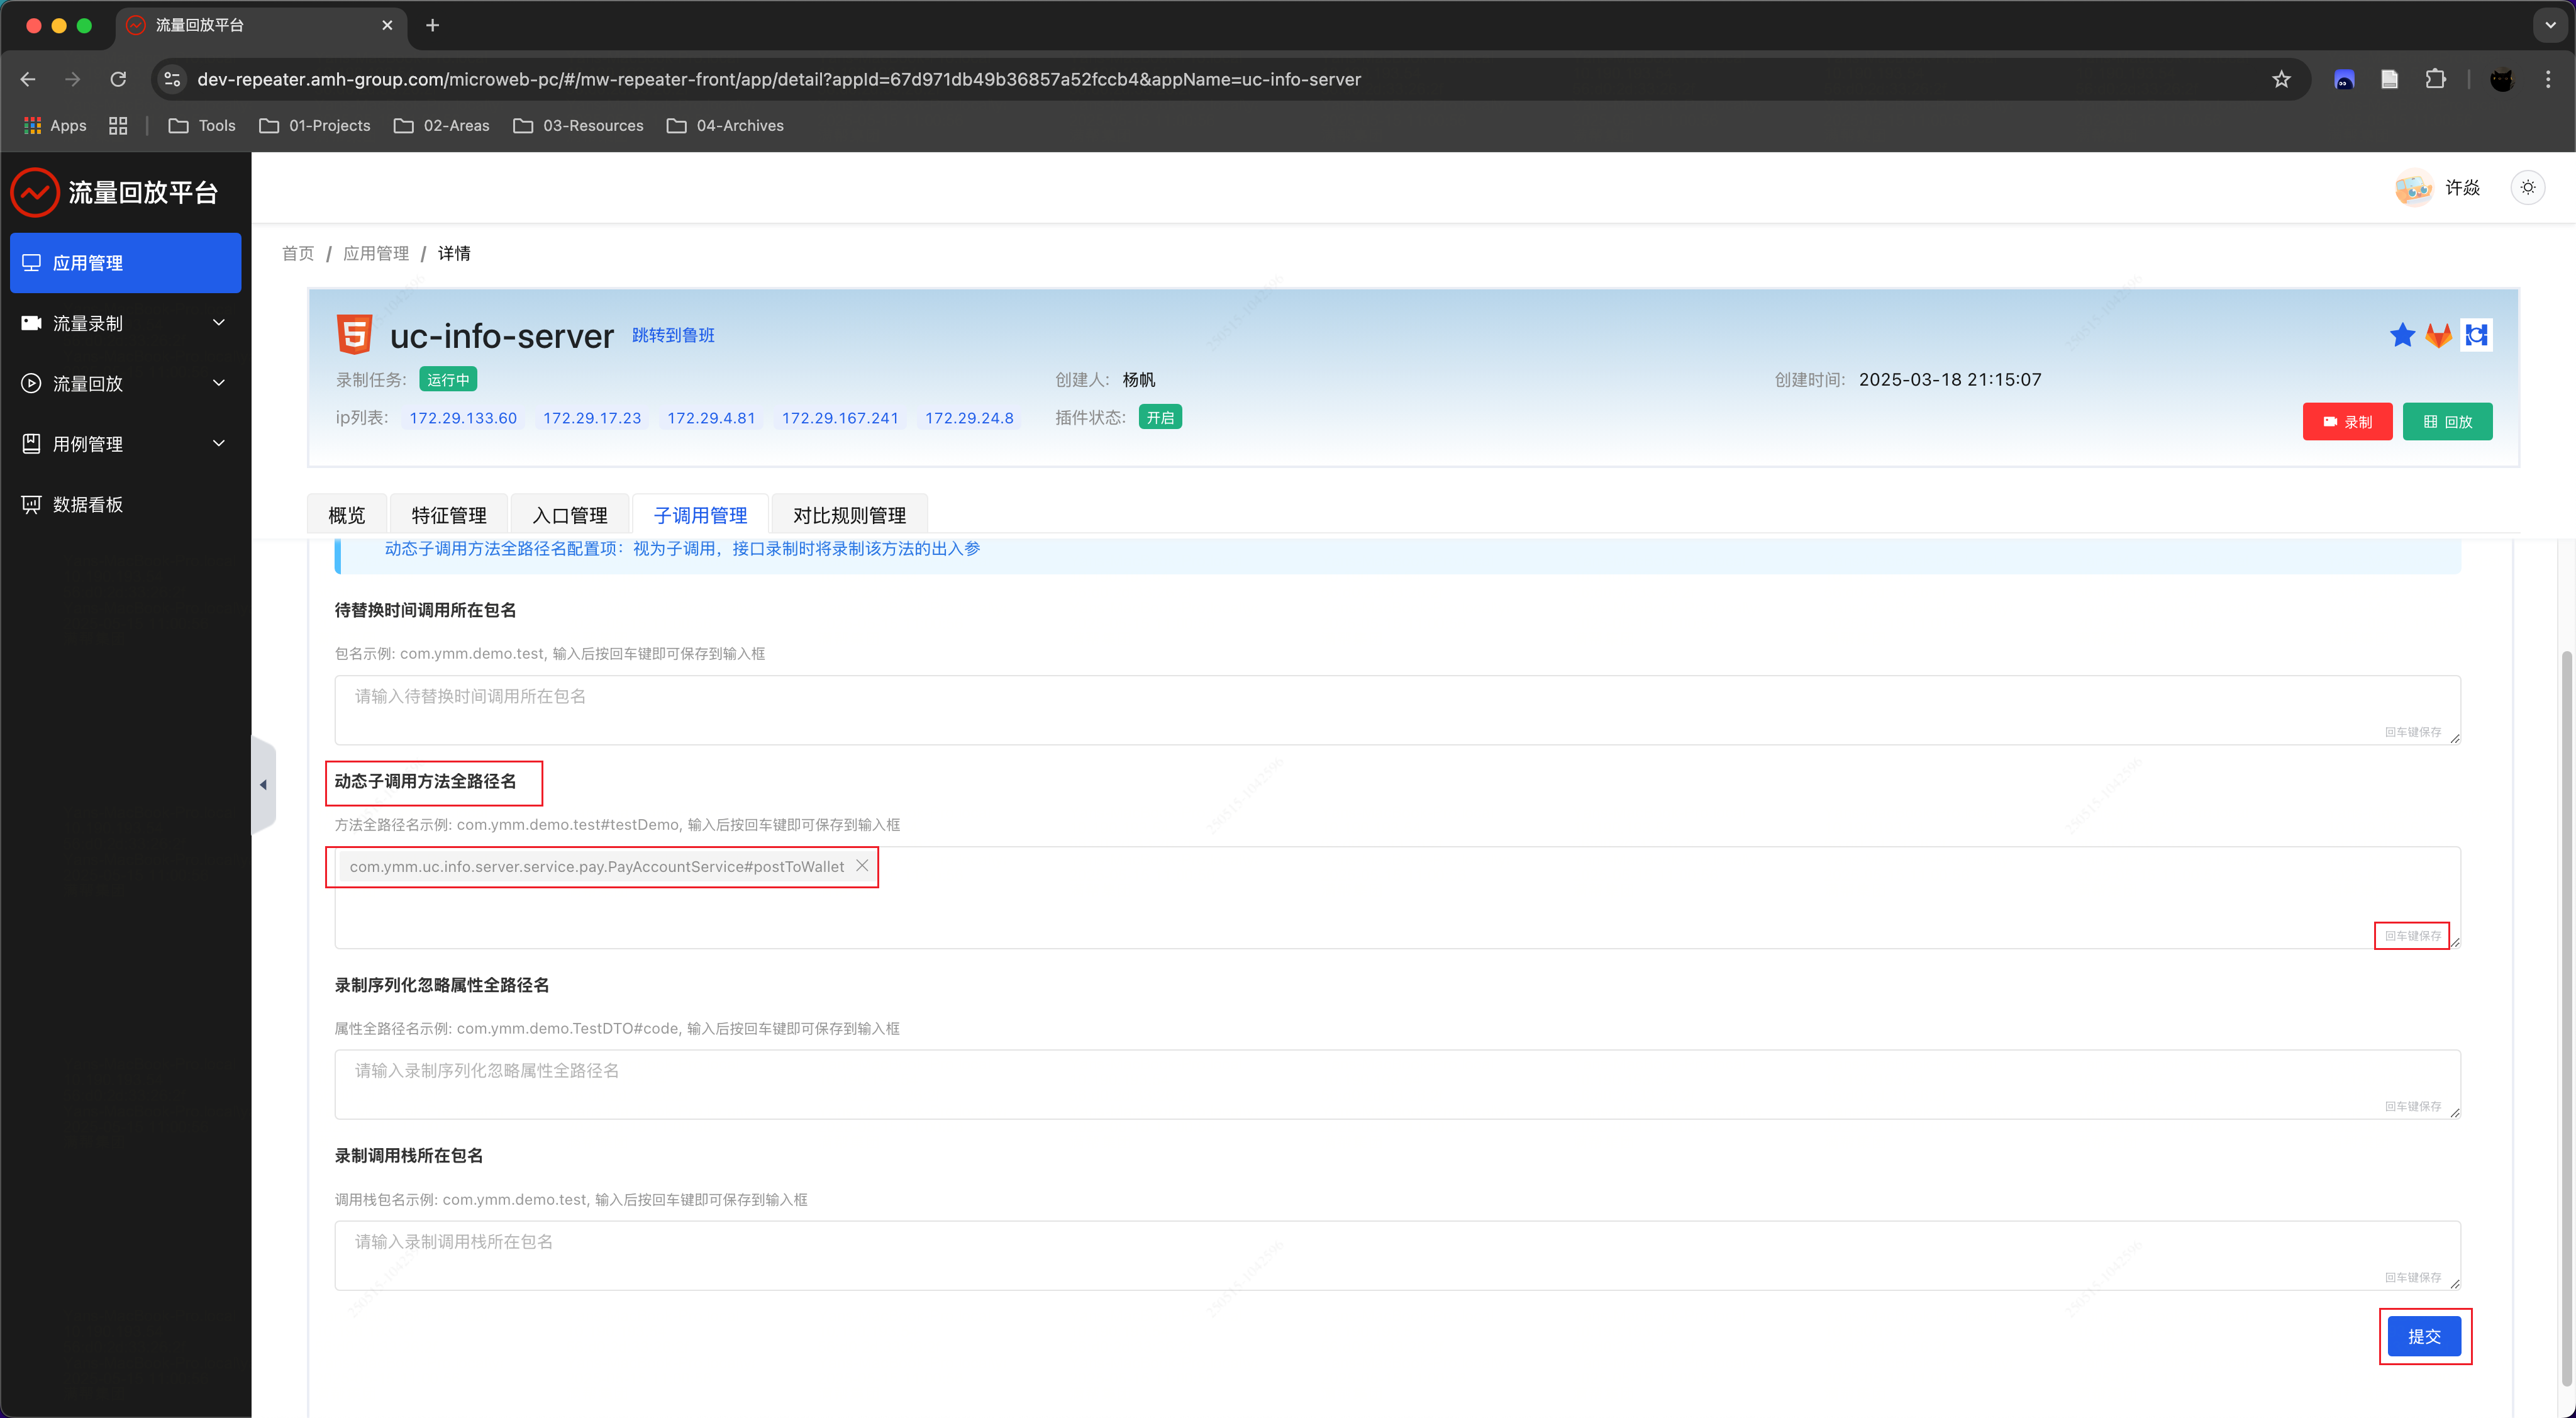 流量回放平台
dev-repeater.amh-group.com/microweb-pc/#/mw-repeater-front/app/detail?appId=67d971db49b36857a52fccb4&appName=uc-info-server
Apps Tools 01-Projects 02-Areas 03-Resources 04-Archives
流量回放平台
许焱
应用管理
流量录制
流量回放
用例管理
数据看板
首页 / 应用管理 / 详情
uc-info-server 跳转到鲁班
录制任务: 运行中 创建人: 杨帆 创建时间: 2025-03-18 21:15:07
ip列表: 172.29.133.60 172.29.17.23 172.29.4.81 172.29.167.241 172.29.24.8 插件状态: 开启
录制 回放
概览 特征管理 入口管理 子调用管理 对比规则管理
动态子调用方法全路径名配置项：视为子调用，接口录制时将录制该方法的出入参
待替换时间调用所在包名
包名示例: com.ymm.demo.test, 输入后按回车键即可保存到输入框
请输入待替换时间调用所在包名
回车键保存
动态子调用方法全路径名
方法全路径名示例: com.ymm.demo.test#testDemo, 输入后按回车键即可保存到输入框
com.ymm.uc.info.server.service.pay.PayAccountService#postToWallet
回车键保存
录制序列化忽略属性全路径名
属性全路径名示例: com.ymm.demo.TestDTO#code, 输入后按回车键即可保存到输入框
请输入录制序列化忽略属性全路径名
回车键保存
录制调用栈所在包名
调用栈包名示例: com.ymm.demo.test, 输入后按回车键即可保存到输入框
请输入录制调用栈所在包名
回车键保存
提交